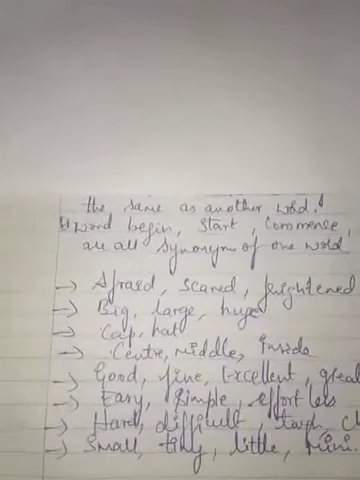 the same as another word.
word begin, start, commence,
are all synonyms of one word
→ Afraid, scared, frightened
→ Big, large, huge
→ Cap, hat
→ Centre, middle, inside
→ Good, fine, Excellent, great
→ Easy, simple, effortless
→ Hard, difficult, tough,
→ Small, tiny, little, mini.